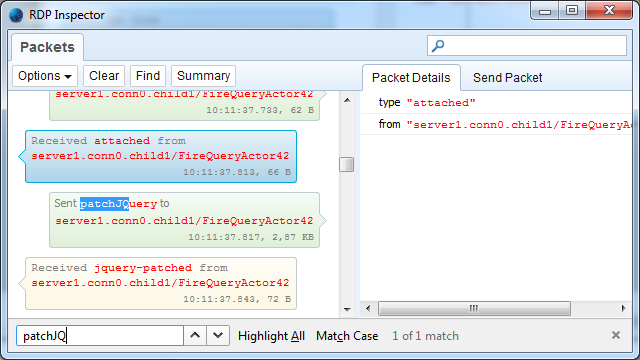 RDP Inspector
Packets
Options Clear Find Summary
server1.conn0.child1/FireQueryActor42
10:11:37.733, 62 B
Received attached from
server1.conn0.child1/FireQueryActor42
10:11:37.813, 66 B
Sent patchJQuery to
server1.conn0.child1/FireQueryActor42
10:11:37.817, 2,87 KB
Received jquery-patched from
server1.conn0.child1/FireQueryActor42
10:11:37.843, 72 B
Packet Details Send Packet
type "attached"
from "server1.conn0.child1/FireQueryA
patchJQ Highlight All Match Case 1 of 1 match